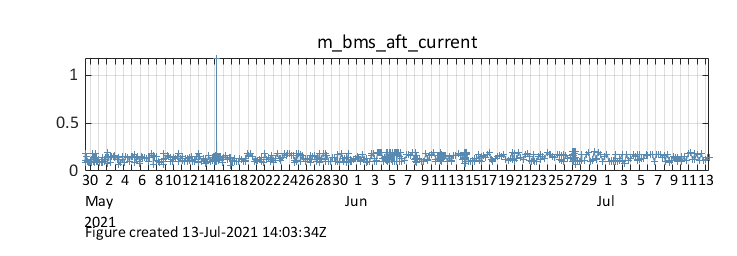 m_bms_aft_current
1
0.5
0
30 2 4 6 8 10 12 14 16 18 20 22 24 26 28 30 1 3 5 7 9 11 13 15 17 19 21 23 25 27 29 1 3 5 7 9 11 13
May Jun Jul
2021
Figure created 13-Jul-2021 14:03:34Z